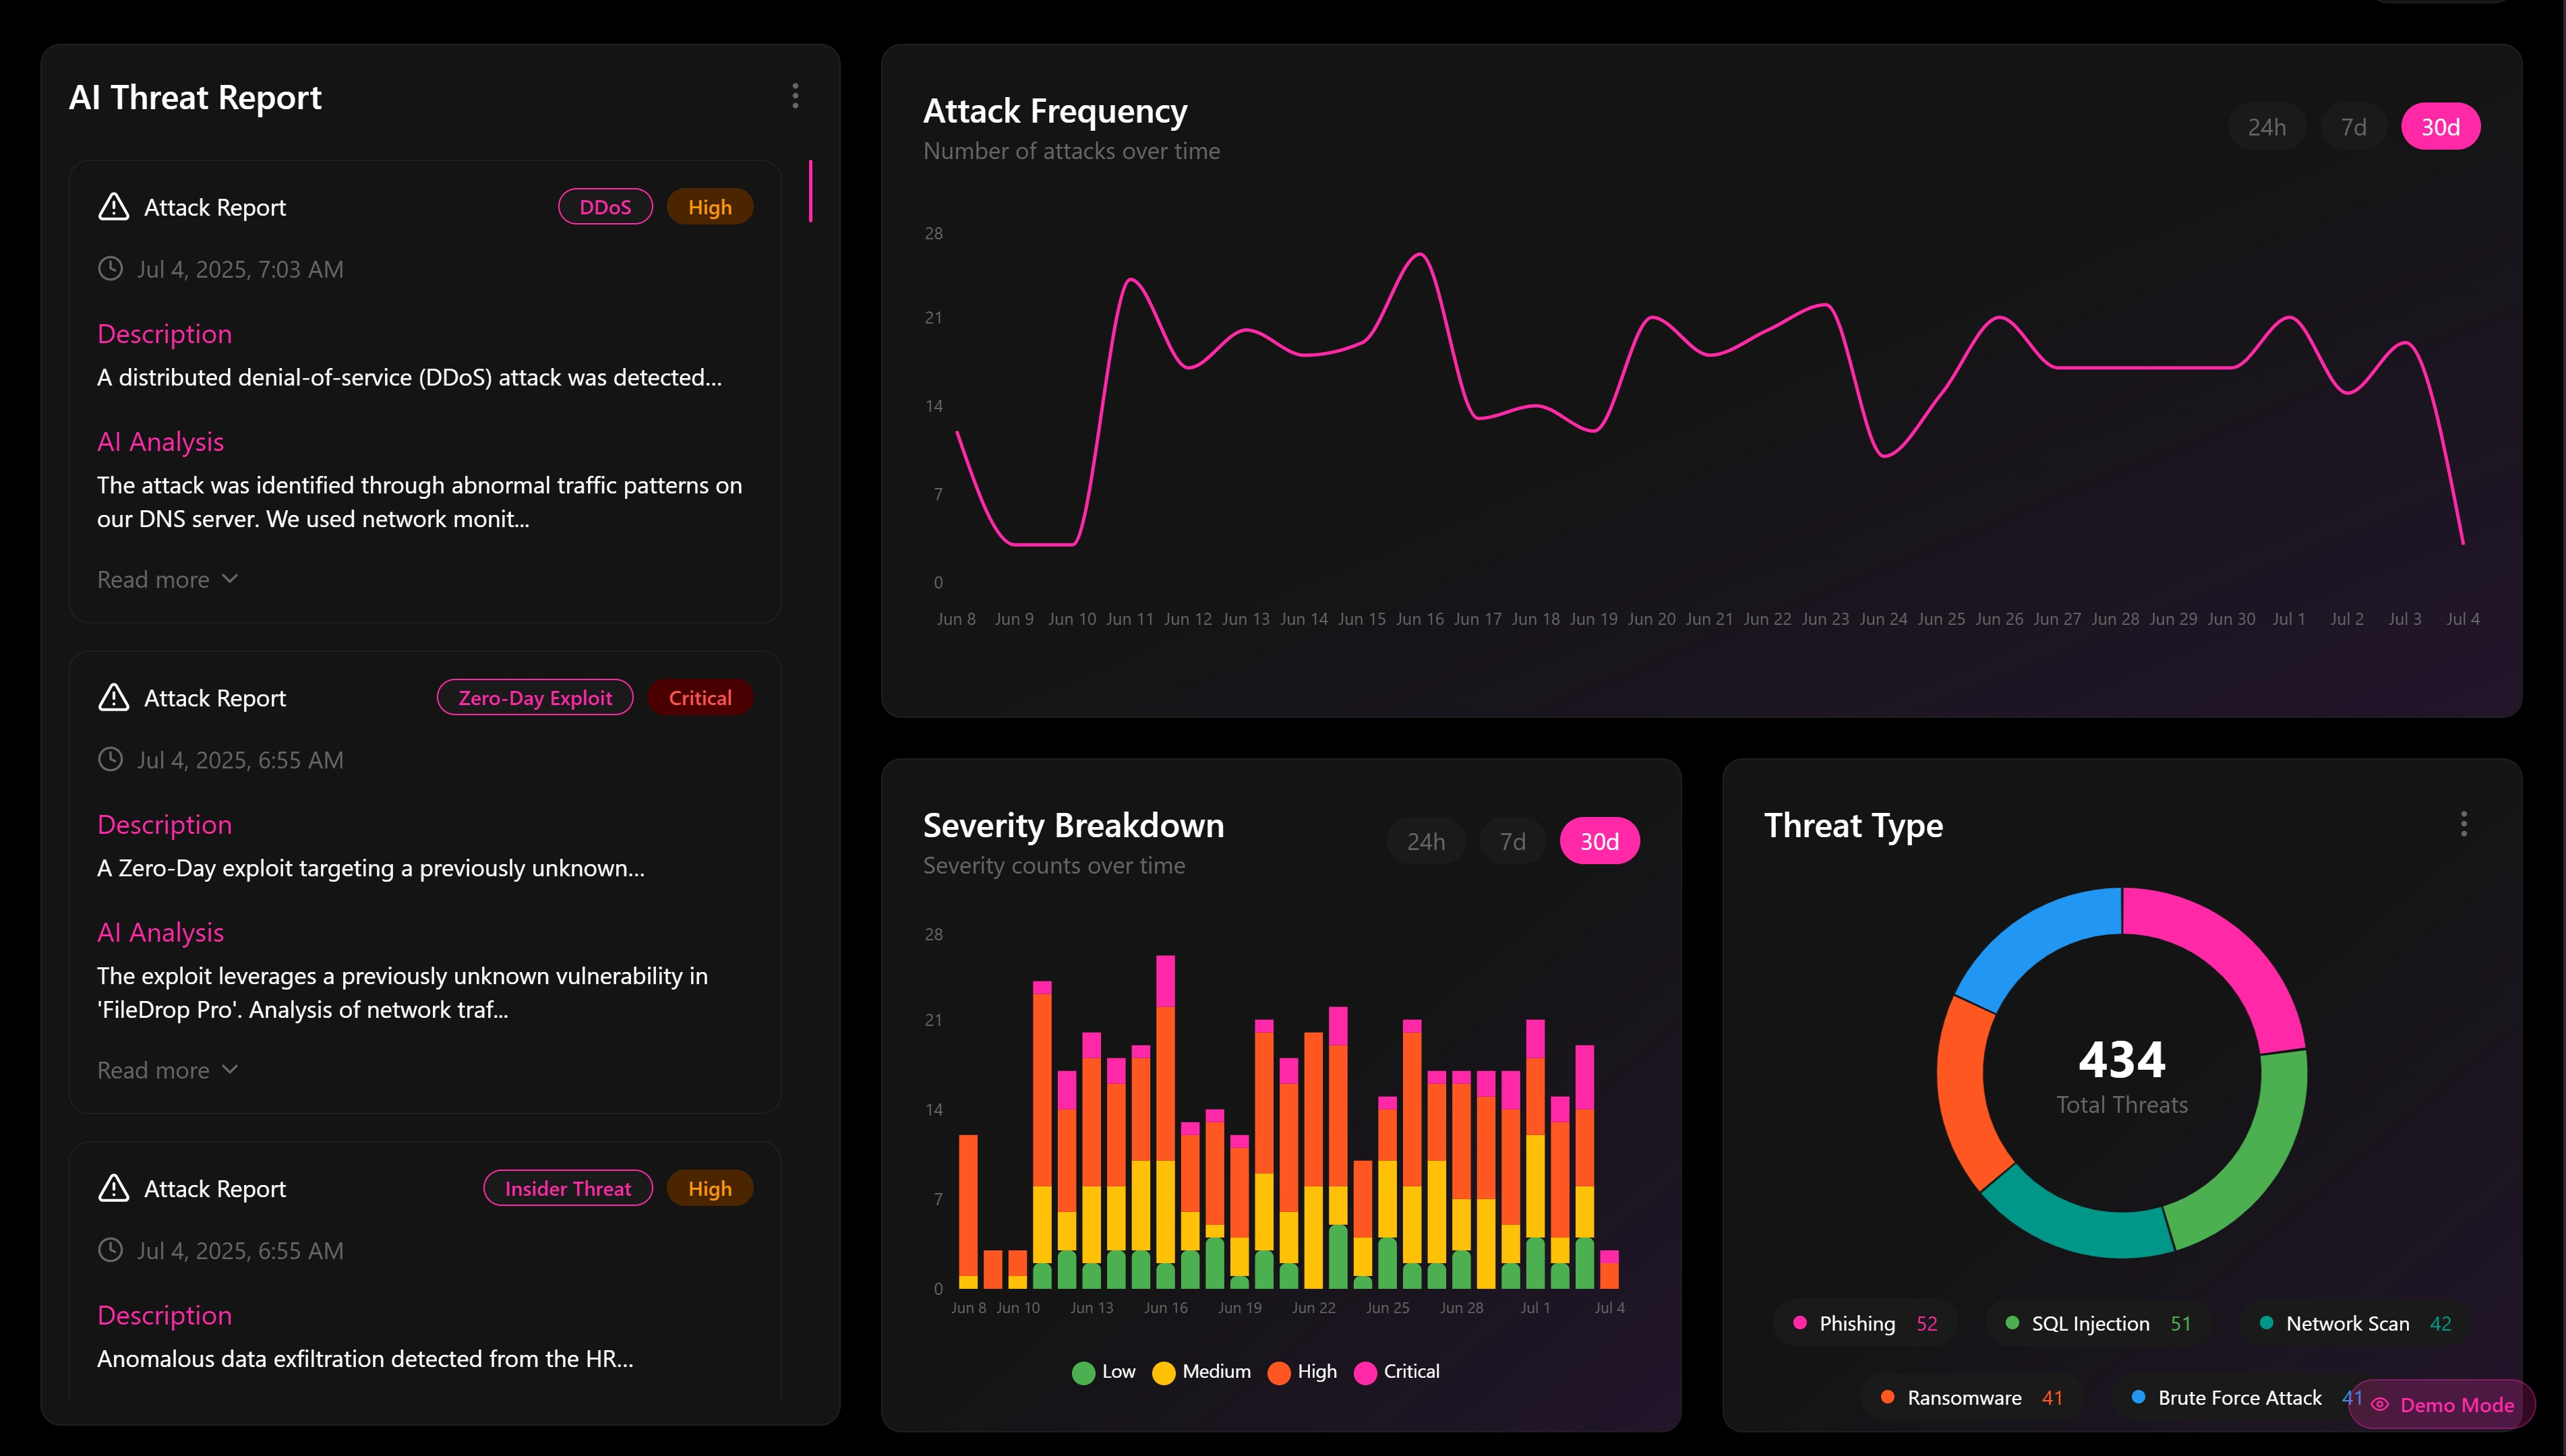 AI Threat Report
Attack Report
DDoS
High
Jul 4, 2025, 7:03 AM
Description
A distributed denial-of-service (DDoS) attack was detected...
AI Analysis
The attack was identified through abnormal traffic patterns on
our DNS server. We used network monit...
Read more
Attack Report
Zero-Day Exploit
Critical
Jul 4, 2025, 6:55 AM
Description
A Zero-Day exploit targeting a previously unknown...
AI Analysis
The exploit leverages a previously unknown vulnerability in
'FileDrop Pro'. Analysis of network traf...
Read more
Attack Report
Insider Threat
High
Jul 4, 2025, 6:55 AM
Description
Anomalous data exfiltration detected from the HR...
Attack Frequency
Number of attacks over time
24h
7d
30d
28
21
14
7
0
Jun 8 Jun 9 Jun 10 Jun 11 Jun 12 Jun 13 Jun 14 Jun 15 Jun 16 Jun 17 Jun 18 Jun 19 Jun 20 Jun 21 Jun 22 Jun 23 Jun 24 Jun 25 Jun 26 Jun 27 Jun 28 Jun 29 Jun 30 Jul 1 Jul 2 Jul 3 Jul 4
Severity Breakdown
Severity counts over time
24h
7d
30d
28
21
14
7
0
Jun 8 Jun 10 Jun 13 Jun 16 Jun 19 Jun 22 Jun 25 Jun 28 Jul 1 Jul 4
Low Medium High Critical
Threat Type
434
Total Threats
Phishing 52
SQL Injection 51
Network Scan 42
Ransomware 41
Brute Force Attack 41
Demo Mode